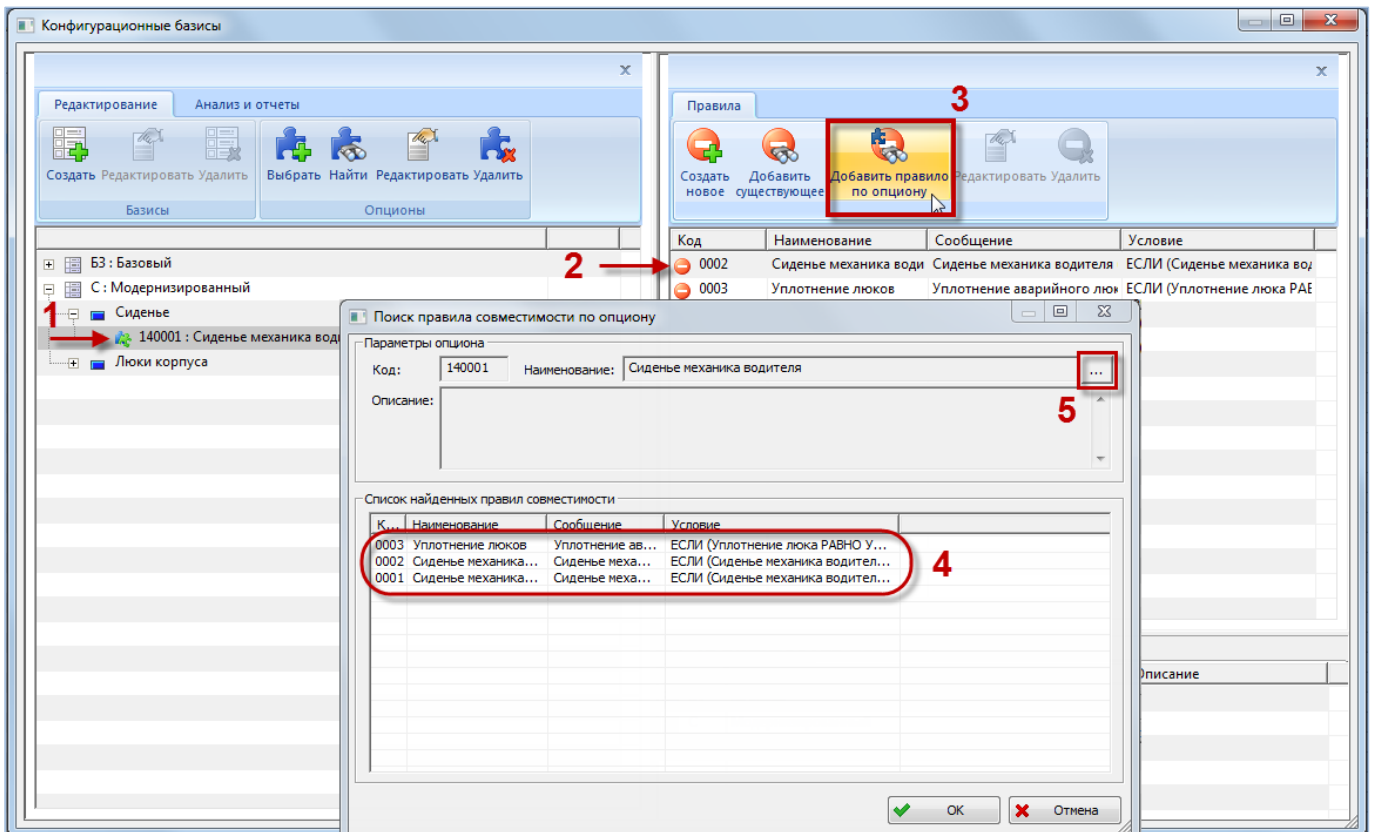 Конфигурационные базисы
Редактирование Анализ и отчеты
Создать Редактировать Удалить Выбрать Найти Редактировать Удалить
Базисы Опционы
Б3 : Базовый
С : Модернизированный
Сиденье
1
140001 : Сиденье механика вод
Люки корпуса
Правила
3
Создать новое
Добавить существующее
Добавить правило по опциону
Редактировать Удалить
Код Наименование Сообщение Условие
2
0002 Сиденье механика води Сиденье механика водителя ЕСЛИ (Сиденье механика вод
0003 Уплотнение люков Уплотнение аварийного люк ЕСЛИ (Уплотнение люка РАЕ
Поиск правила совместимости по опциону
Параметры опциона
Код: 140001 Наименование: Сиденье механика водителя ...
5
Описание:
Список найденных правил совместимости
К... Наименование Сообщение Условие
0003 Уплотнение люков Уплотнение ав... ЕСЛИ (Уплотнение люка РАВНО У...
0002 Сиденье механика... Сиденье меха... ЕСЛИ (Сиденье механика водител...
0001 Сиденье механика... Сиденье меха... ЕСЛИ (Сиденье механика водител...
4
OK Отмена
Описание